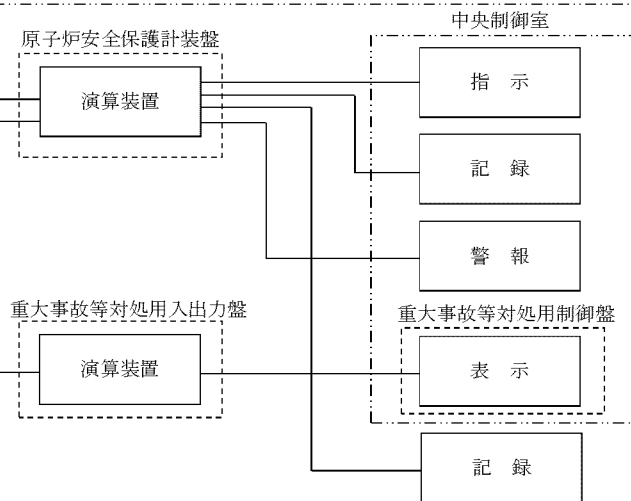 中央制御室
原子炉安全保護計装盤
演算装置
指 示
記 録
警 報
重大事故等対処用入出力盤
演算装置
重大事故等対処用制御盤
表 示
記 録